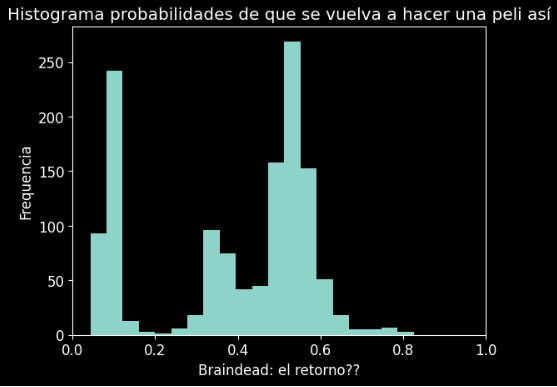 Histograma probabilidades de que se vuelva a hacer una peli así
250
200
150
100
50
0
Frequencia
0.0 0.2 0.4 0.6 0.8 1.0
Braindead: el retorno??